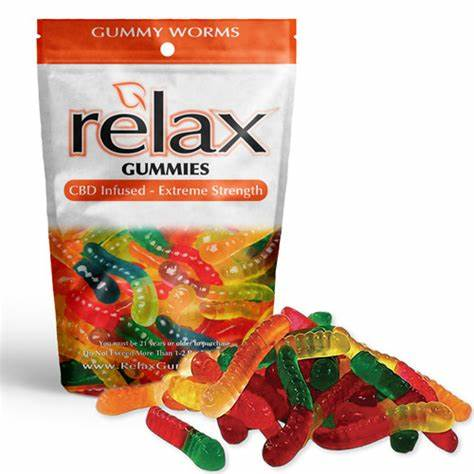 GUMMY WORMS
relax
GUMMIES
CBD Infused - Extreme Strength
You must be 21 years or older to purchase
Do Not Exceed More Than 1-2
www.RelaxGum